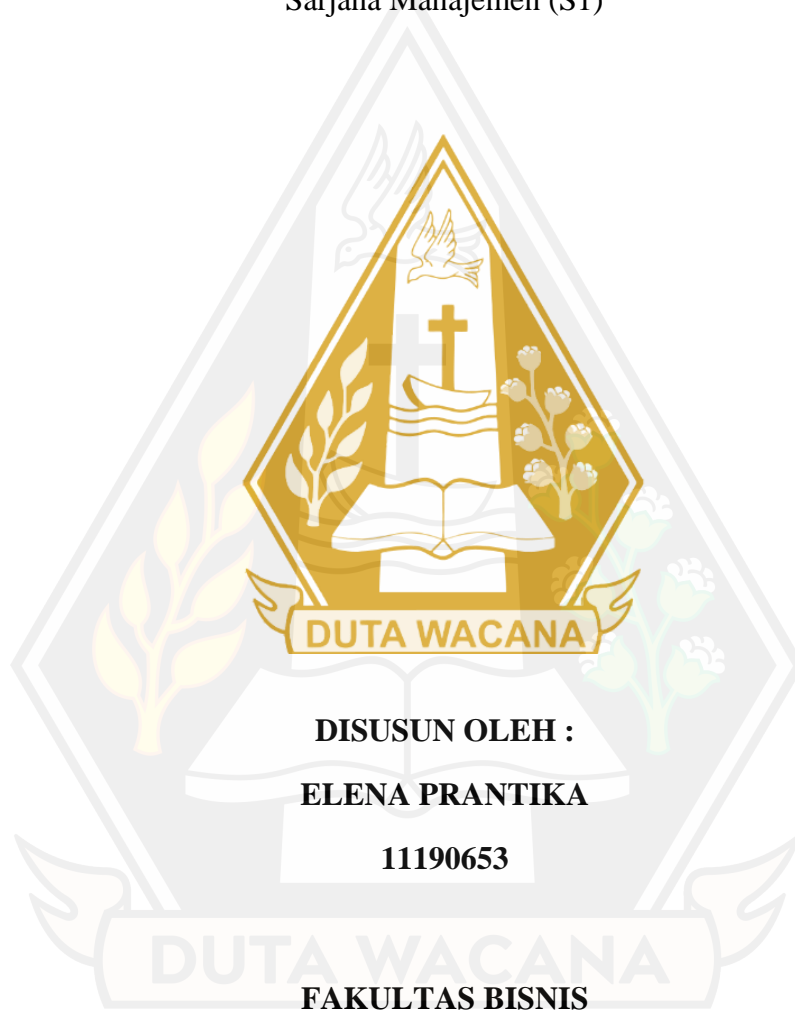 Sarjana Manajemen (S1)
DUTA WACANA
DISUSUN OLEH :
ELENA PRANTIKA
11190653
DUTA WACANA
FAKULTAS BISNIS